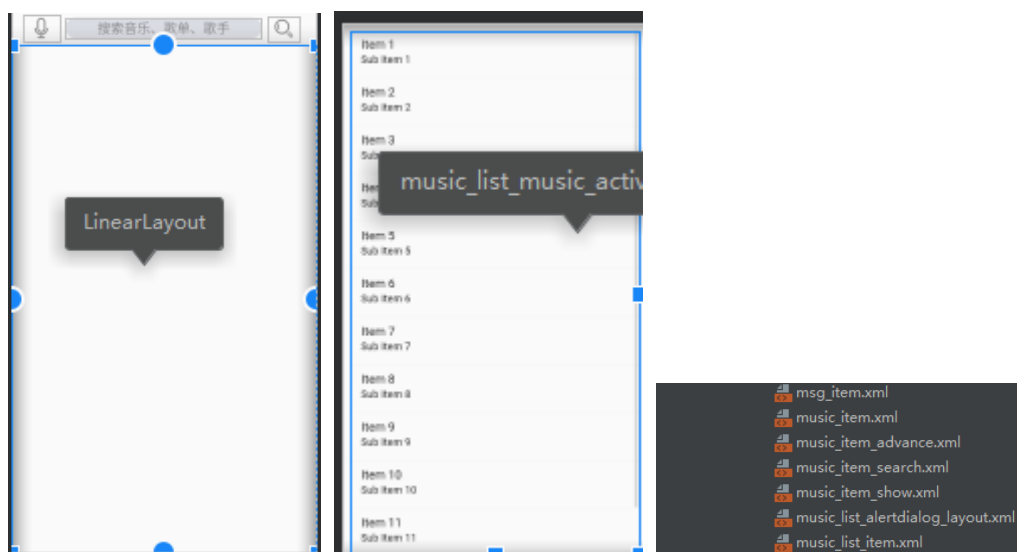 搜索音乐、歌单、歌手
LinearLayout
Item 1
Sub Item 1
Item 2
Sub Item 2
Item 3
Sub
music_list_music_activ
Item
Sub
Item 5
Sub Item 5
Item 6
Sub Item 6
Item 7
Sub Item 7
Item 8
Sub Item 8
Item 9
Sub Item 9
Item 10
Sub Item 10
Item 11
Sub Item 11
msg_item.xml
music_item.xml
music_item_advance.xml
music_item_search.xml
music_item_show.xml
music_list_alertdialog_layout.xml
music_list_item.xml